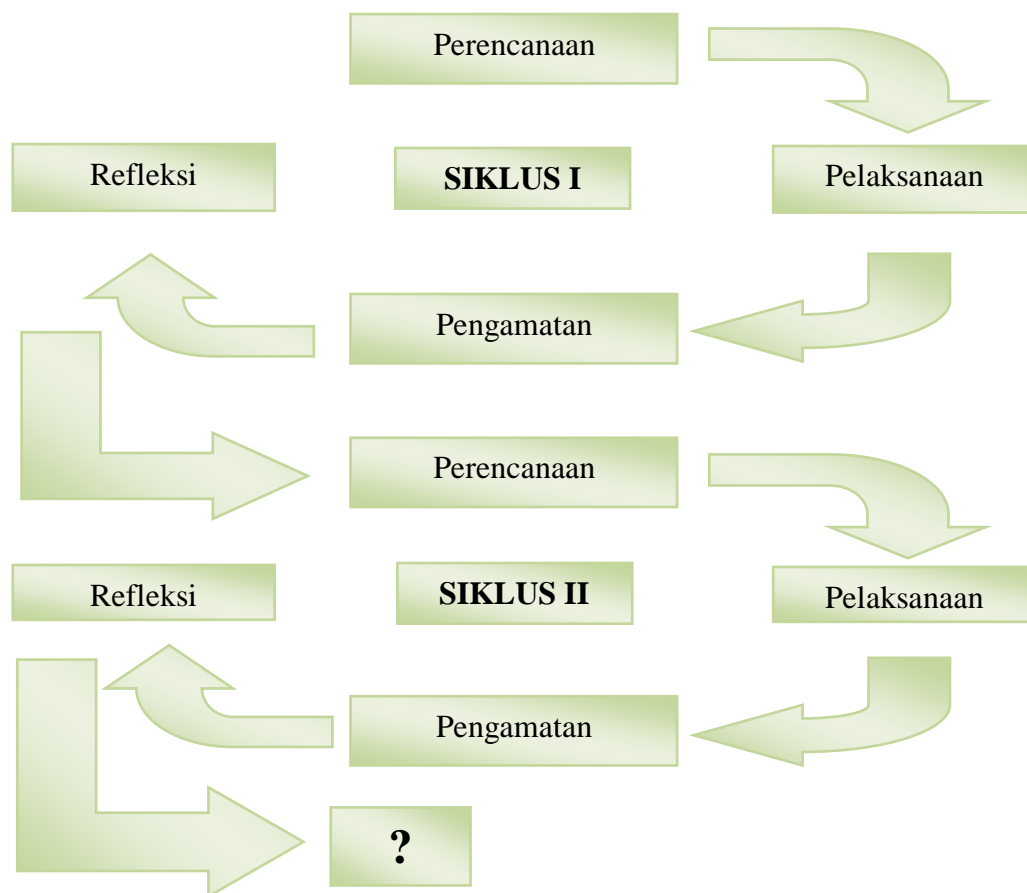 Perencanaan
Refleksi
SIKLUS I
Pelaksanaan
Pengamatan
Perencanaan
Refleksi
SIKLUS II
Pelaksanaan
Pengamatan
?